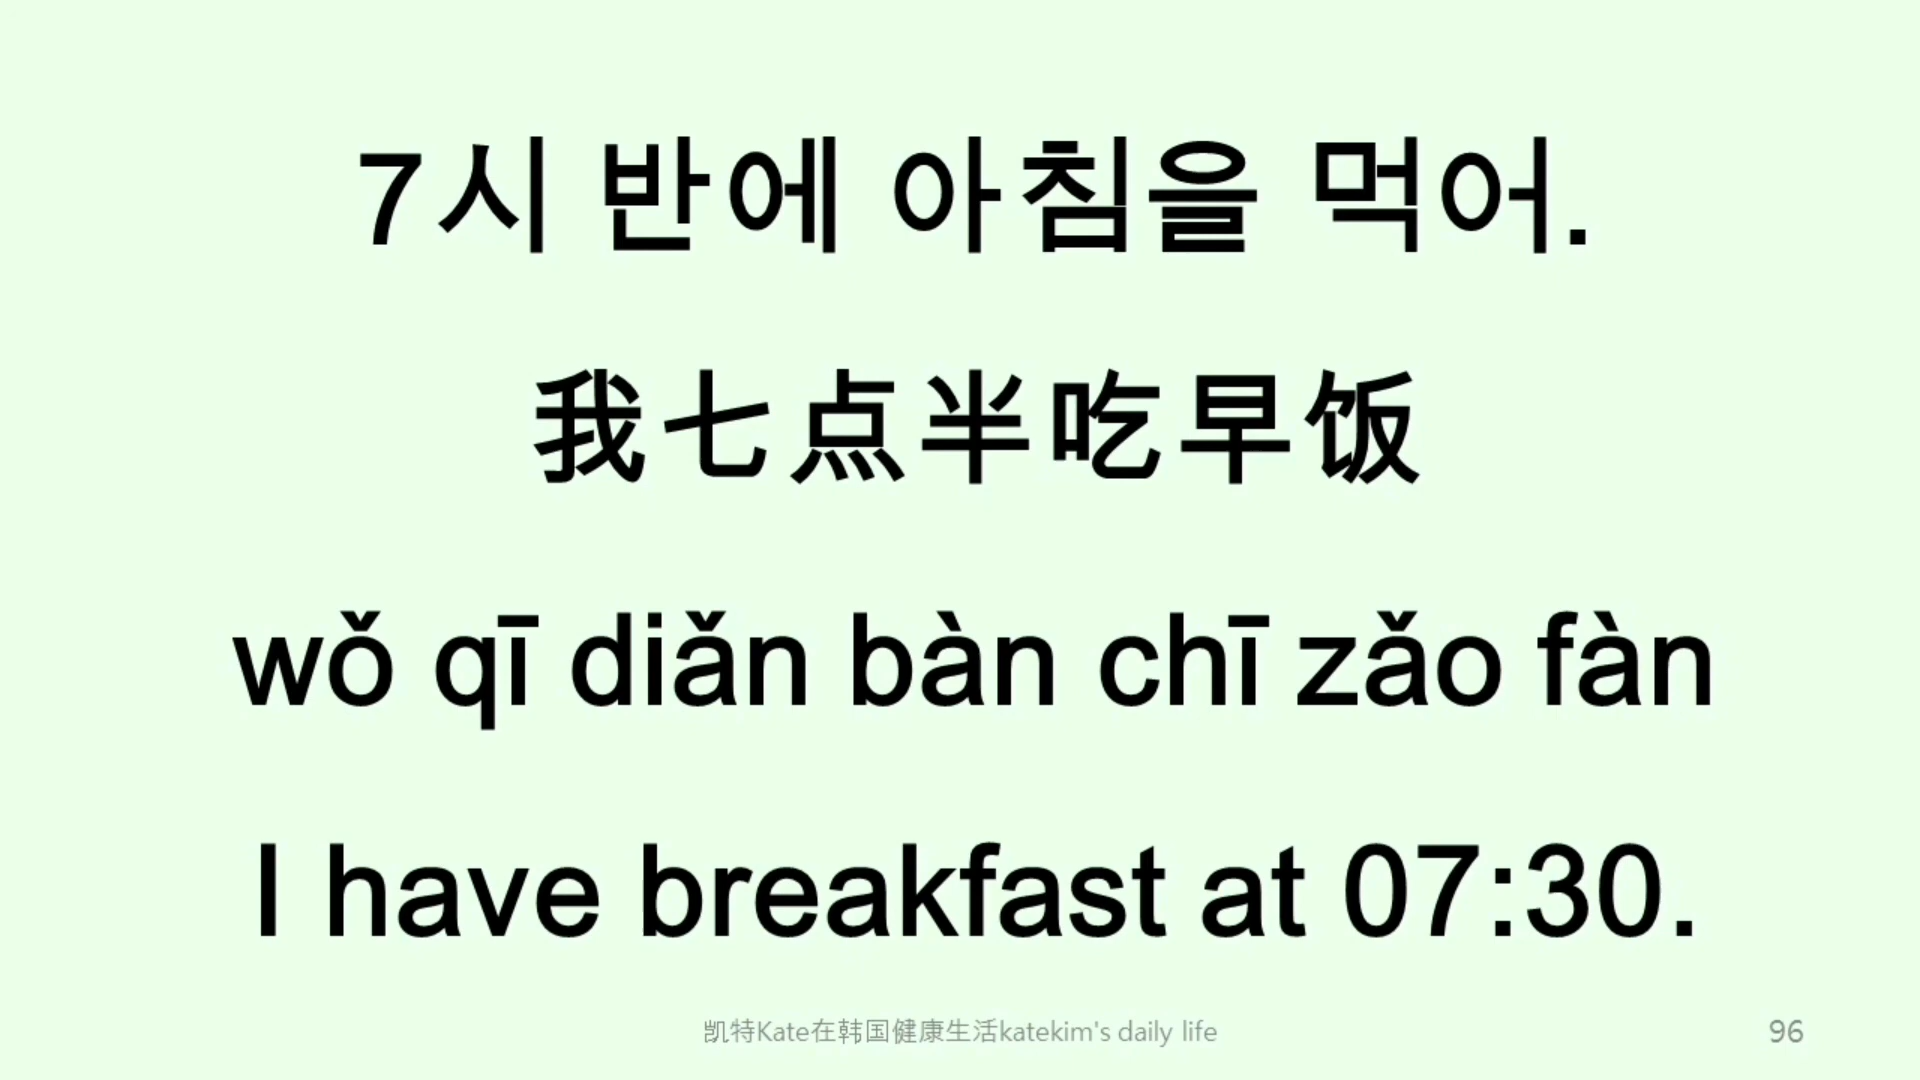 7시 반에 아침을 먹어.
我七点半吃早饭
wǒ qī diǎn bàn chī zǎo fàn
I have breakfast at 07:30.
凯特Kate在韩国健康生活katekim's daily life
96